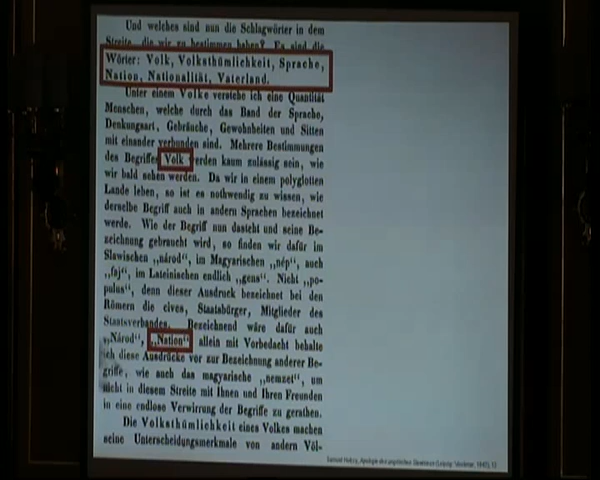 Und welches sind nun die Schlagwörter in dem
Streite, die wir zu bestimmen haben? Es sind die
Wörter: Volk, Volksthümlichkeit, Sprache,
Nation, Nationalität, Vaterland.
Unter einem Volke verstehe ich eine Quantität
Menschen, welche durch das Band der Sprache,
Denkungsart, Gebräuche, Gewohnheiten und Sitten
mit einander verbunden sind. Mehrere Bestimmungen
des Begriffes Volk werden kaum zulässig sein, wie
wir bald sehen werden. Da wir in einem polyglotten
Lande leben, so ist es nothwendig zu wissen, wie
derselbe Begriff auch in andern Sprachen bezeichnet
werde. Wie der Begriff nun dasteht und seine Be-
zeichnung gebraucht wird, so finden wir dafür im
Slawischen „národ“, im Magyarischen „nép“, auch
„faj“, im Lateinischen endlich „gens“. Nicht „po-
pulus“, denn dieser Ausdruck bezeichnet bei den
Römern die cives, Staatsbürger, Mitglieder des
Staatsverbandes. Bezeichnend wäre dafür auch
„Národ“, „Nation“ allein mit Vorbedacht behalte
ich diese Ausdrücke vor zur Bezeichnung anderer Be-
griffe, wie auch das magyarische „nemzet“, um
nicht in diesem Streite mit Ihnen und Ihren Freunden
in eine endlose Verwirrung der Begriffe zu gerathen.
Die Volksthümlichkeit eines Volkes machen
seine Unterscheidungsmerkmale von andern Völ-
Samuel Hoitsy, Apologie des ungrischen Slawismus (Leipzig: